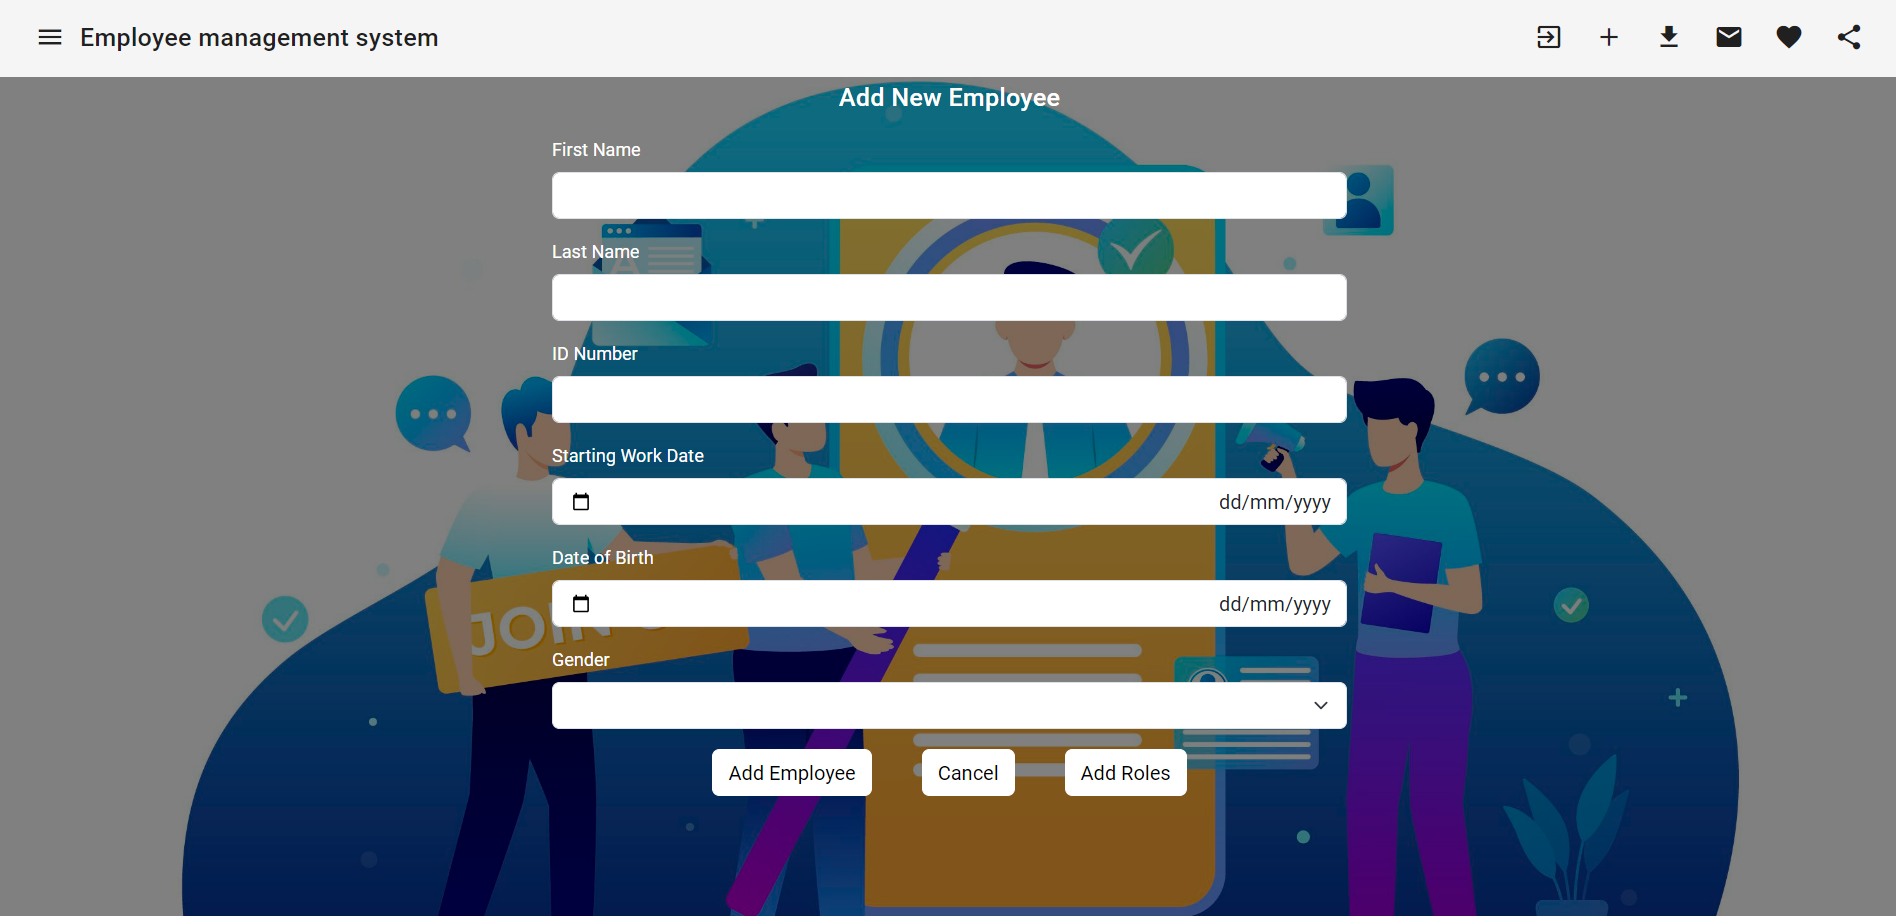 Employee management system
Add New Employee
First Name
Last Name
ID Number
Starting Work Date
dd/mm/yyyy
Date of Birth
dd/mm/yyyy
Gender
Add Employee
Cancel
Add Roles
JOIN